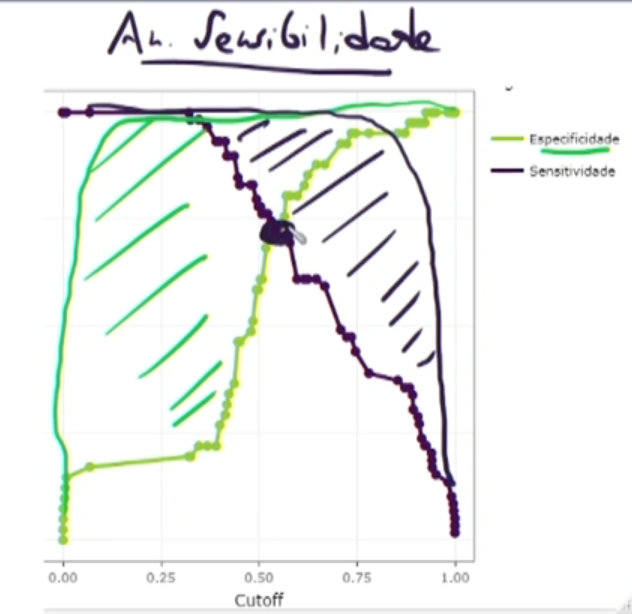 An. Sensibilidade
Especificidade
Sensitividade
0.00 0.25 0.50 0.75 1.00
Cutoff